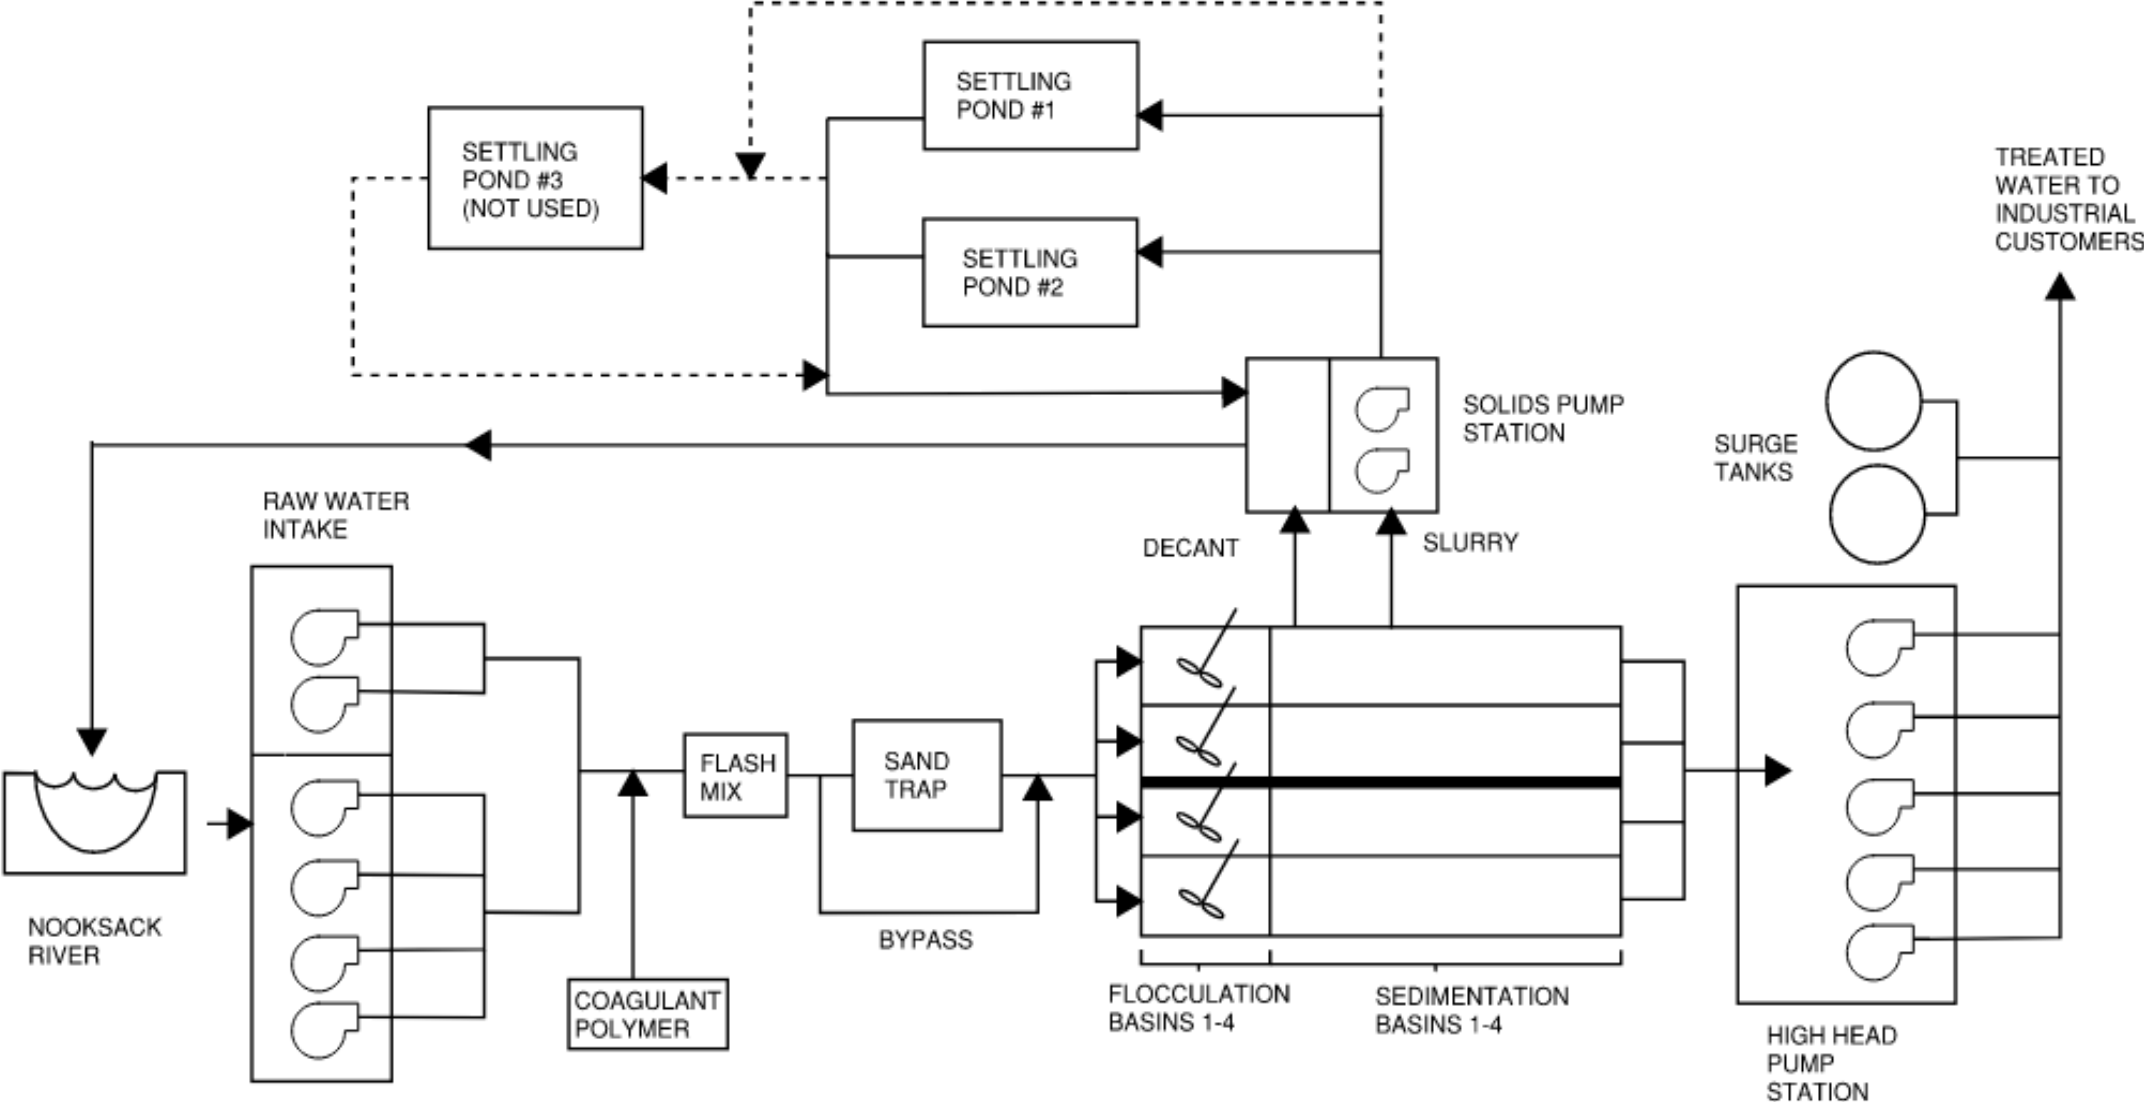 SETTLING
POND #1
SETTLING
POND #3
(NOT USED)
SETTLING
POND #2
TREATED
WATER TO
INDUSTRIAL
CUSTOMERS
SOLIDS PUMP
STATION
SURGE
TANKS
RAW WATER
INTAKE
DECANT
SLURRY
FLASH
MIX
SAND
TRAP
NOOKSACK
RIVER
BYPASS
COAGULANT
POLYMER
FLOCCULATION
BASINS 1-4
SEDIMENTATION
BASINS 1-4
HIGH HEAD
PUMP
STATION